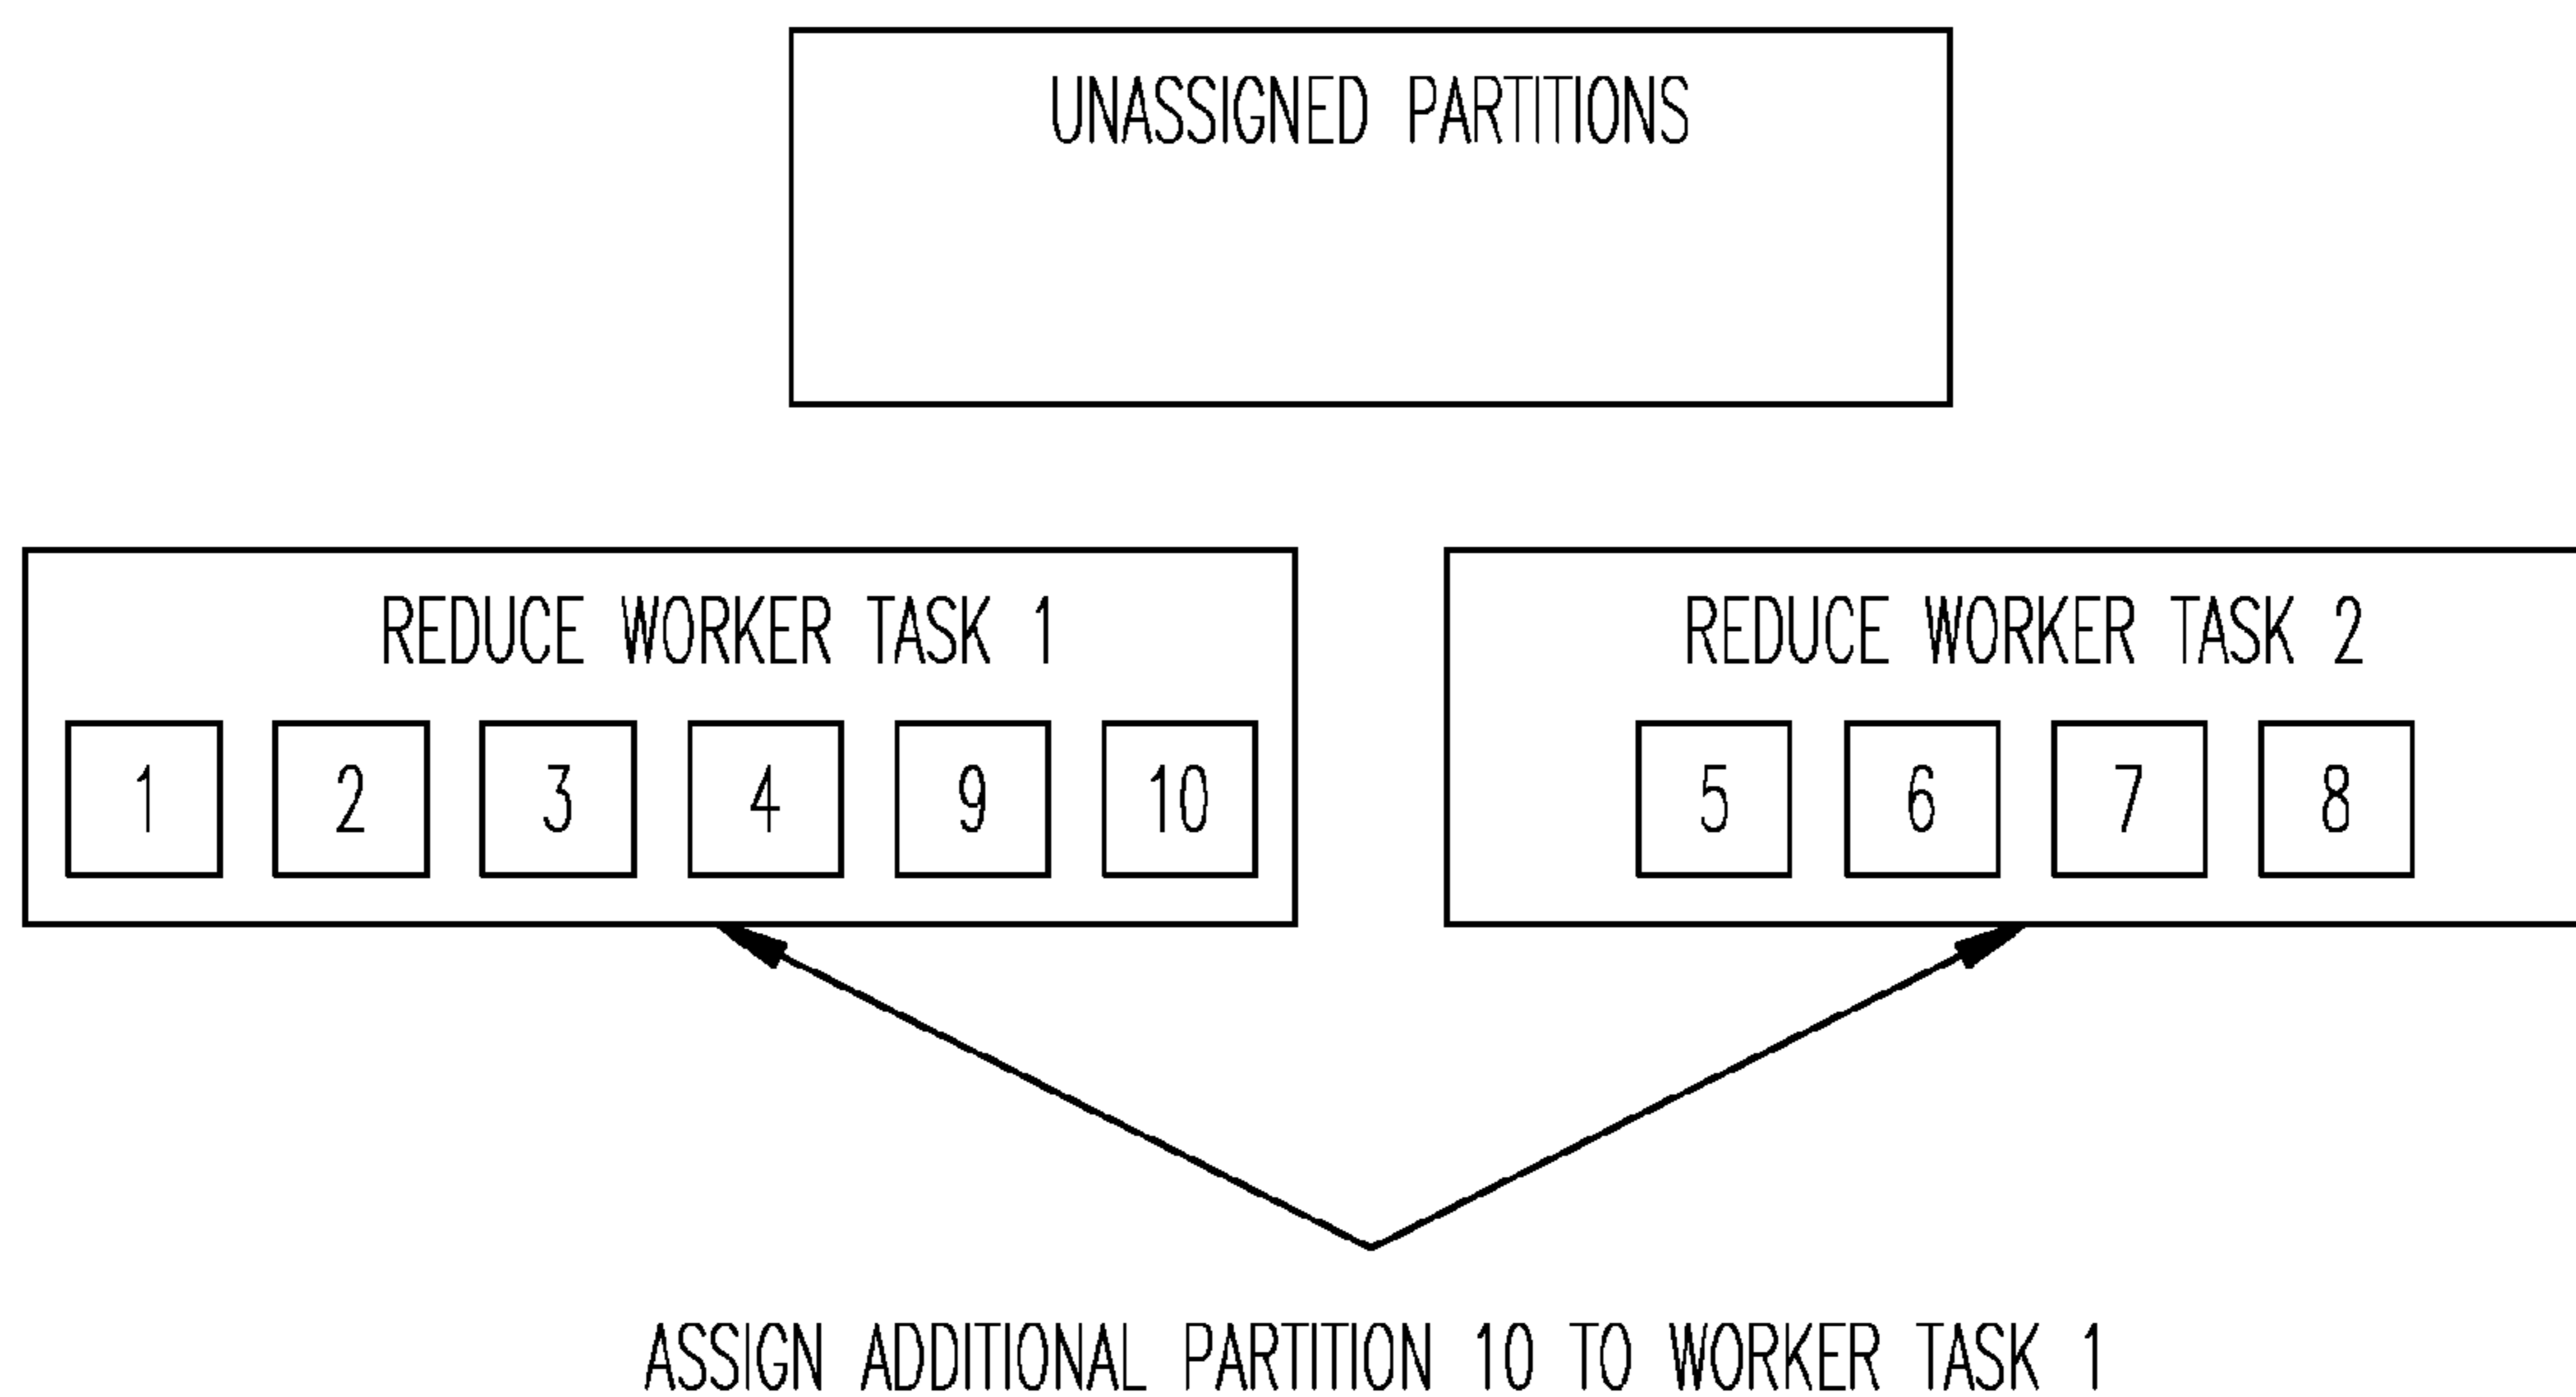 UNASSIGNED PARTITIONS
REDUCE WORKER TASK 1
1 2 3 4 9 10
REDUCE WORKER TASK 2
5 6 7 8
ASSIGN ADDITIONAL PARTITION 10 TO WORKER TASK 1